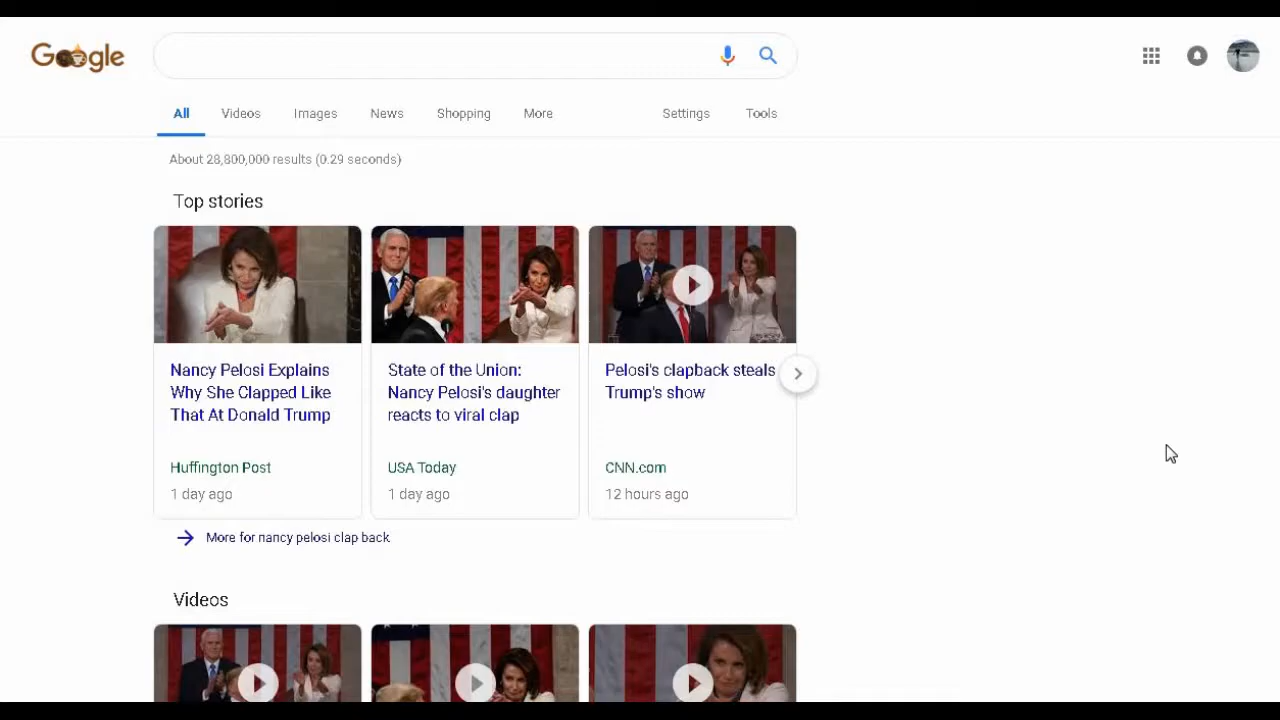 Google
All Videos Images News Shopping More Settings Tools
About 28,800,000 results (0.29 seconds)
Top stories
Nancy Pelosi Explains
Why She Clapped Like
That At Donald Trump
Huffington Post
1 day ago
State of the Union:
Nancy Pelosi's daughter
reacts to viral clap
USA Today
1 day ago
Pelosi's clapback steals
Trump's show
CNN.com
12 hours ago
More for nancy pelosi clap back
Videos